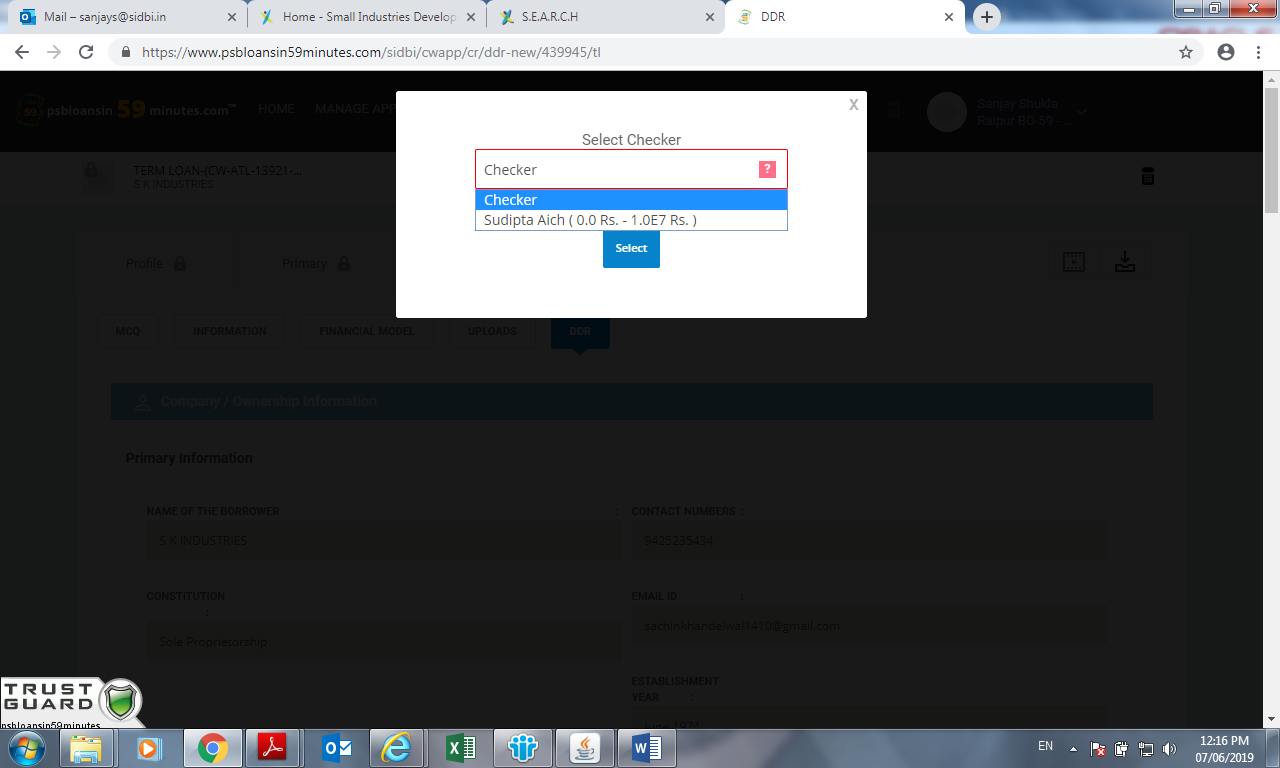 Mail – sanjays@sidbi.in
Home - Small Industries Develop
S.E.A.R.C.H
DDR
https://www.psbloansin59minutes.com/sidbi/cwapp/cr/ddr-new/439945/tl
psbloansin 59 minutes.com™
HOME
MANAGE APP
Sanjay Shukla
Raipur BO-59 - ...
X
Select Checker
Checker
?
Checker
Sudipta Aich ( 0.0 Rs. - 1.0E7 Rs. )
Select
TERM LOAN-(CW-ATL-13921-...
S K INDUSTRIES
Profile
Primary
MCQ
INFORMATION
FINANCIAL MODEL
UPLOADS
DDR
Company / Ownership Information
Primary Information
NAME OF THE BORROWER :
CONTACT NUMBERS :
S K INDUSTRIES
9425235434
CONSTITUTION
:
EMAIL ID :
Sole Proprietorship
sachinkhandelwal1410@gmail.com
ESTABLISHMENT
YEAR :
June 1974
TRUST
GUARD
psbloansin59minutes.
EN
12:16 PM
07/06/2019